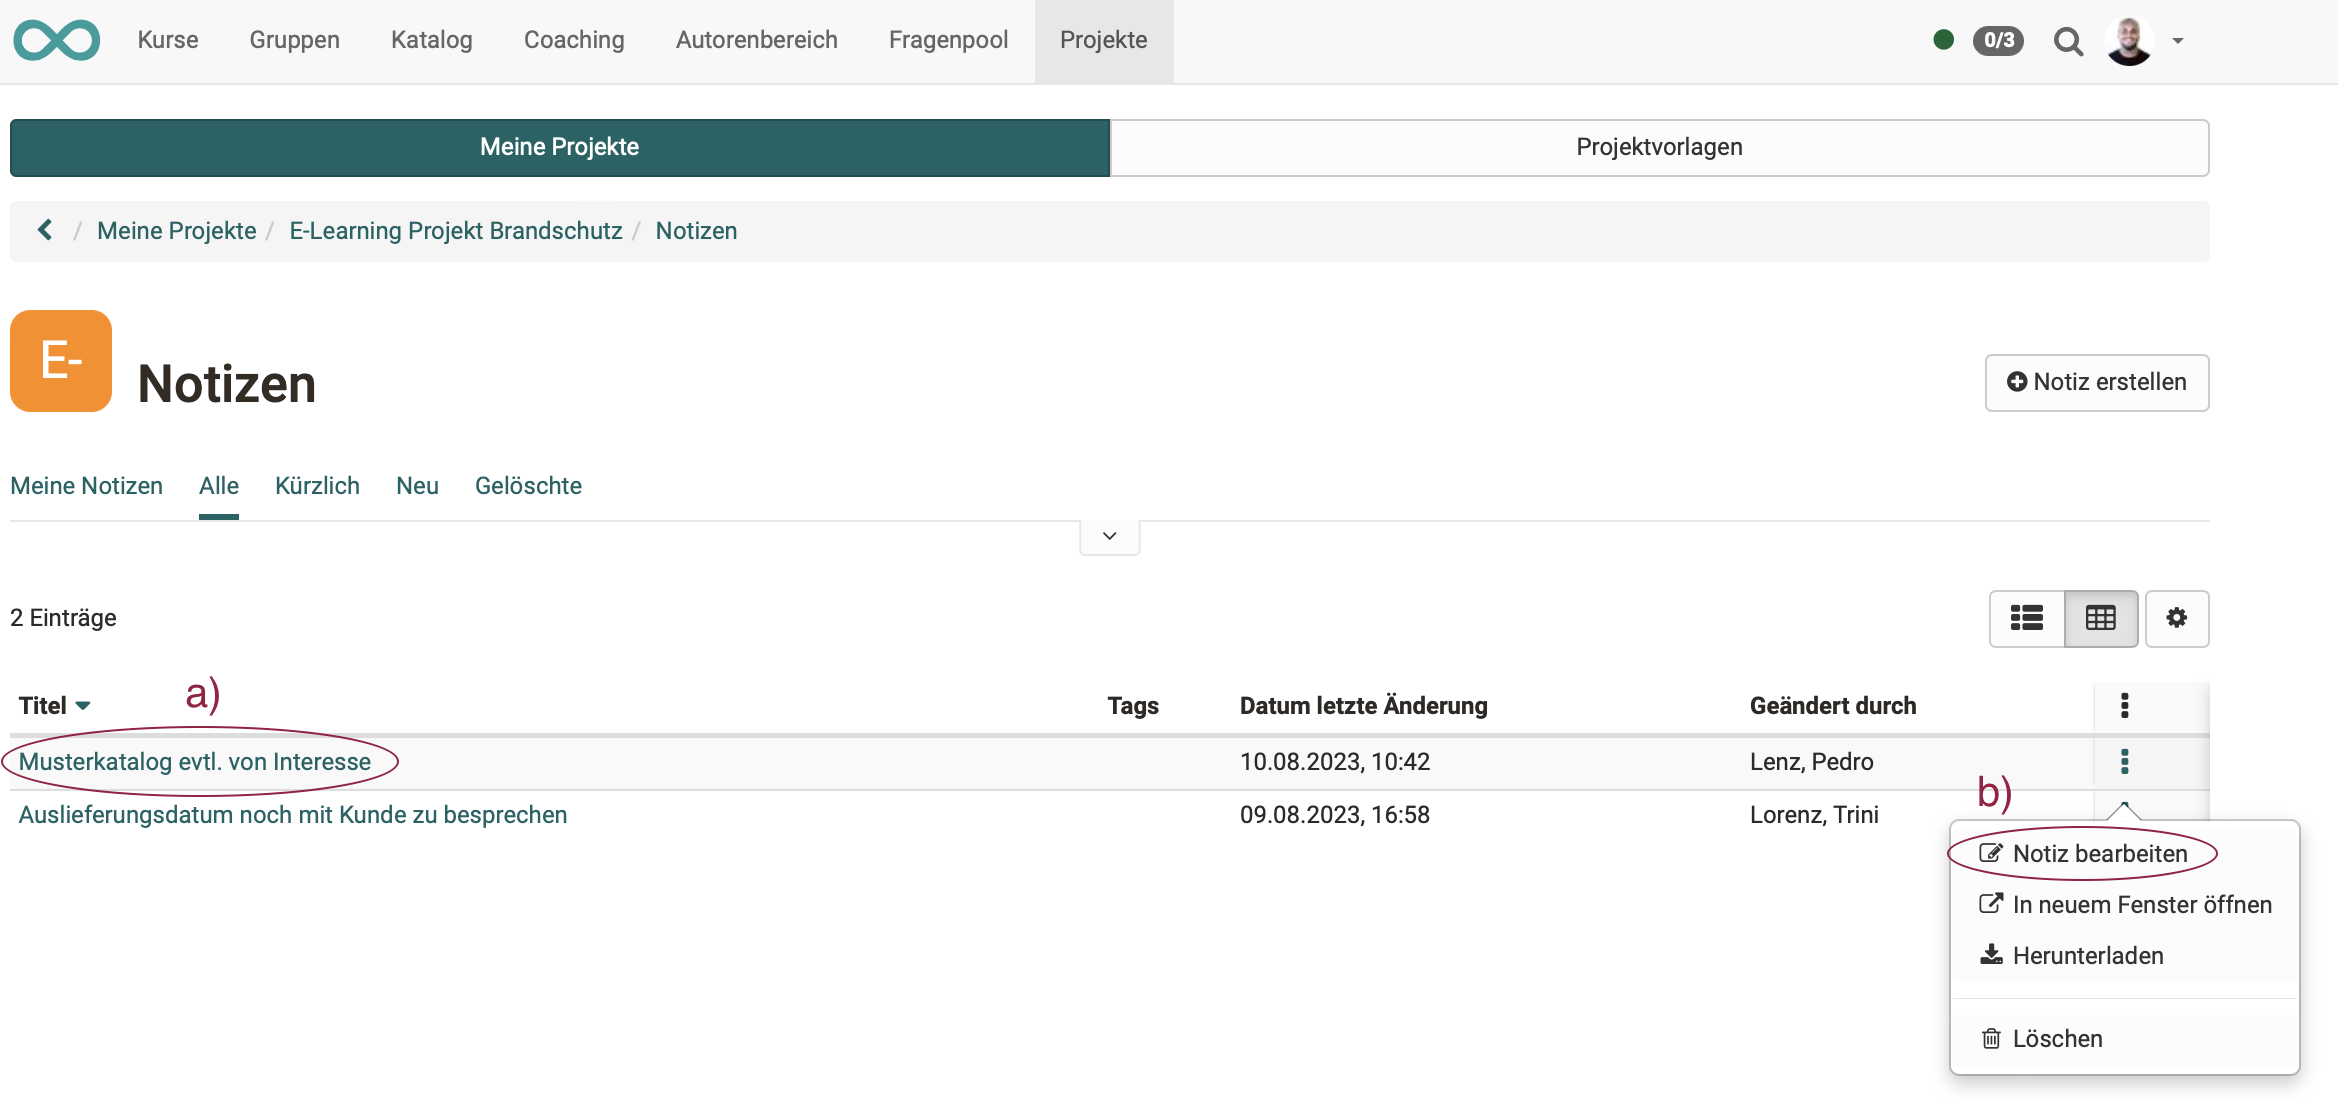 Kurse Gruppen Katalog Coaching Autorenbereich Fragenpool Projekte 0/3
Meine Projekte Projektvorlagen
/ Meine Projekte / E-Learning Projekt Brandschutz / Notizen
E- Notizen
Notiz erstellen
Meine Notizen Alle Kürzlich Neu Gelöschte
2 Einträge
a)
Titel Tags Datum letzte Änderung Geändert durch
Musterkatalog evtl. von Interesse 10.08.2023, 10:42 Lenz, Pedro
b)
Auslieferungsdatum noch mit Kunde zu besprechen 09.08.2023, 16:58 Lorenz, Trini
Notiz bearbeiten
In neuem Fenster öffnen
Herunterladen
Löschen